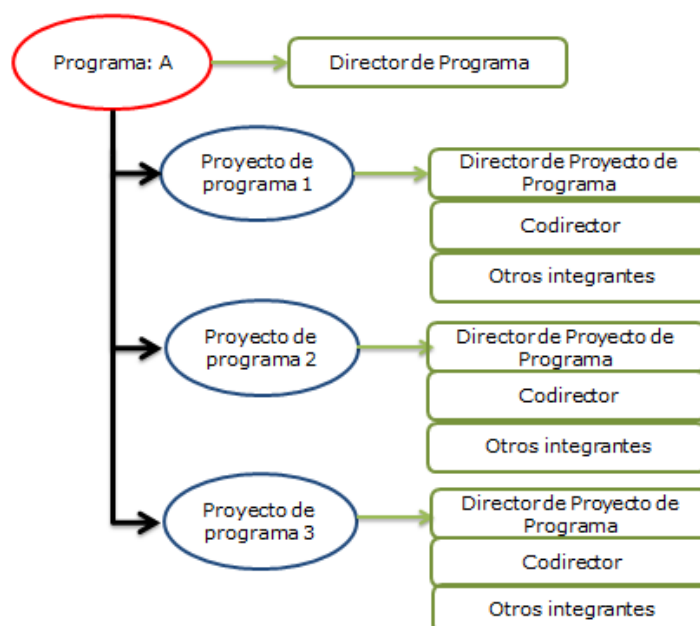 Programa: A
Director de Programa
Proyecto de
programa 1
Director de Proyecto de
Programa
Codirector
Otros integrantes
Proyecto de
programa 2
Director de Proyecto de
Programa
Codirector
Otros integrantes
Proyecto de
programa 3
Director de Proyecto de
Programa
Codirector
Otros integrantes